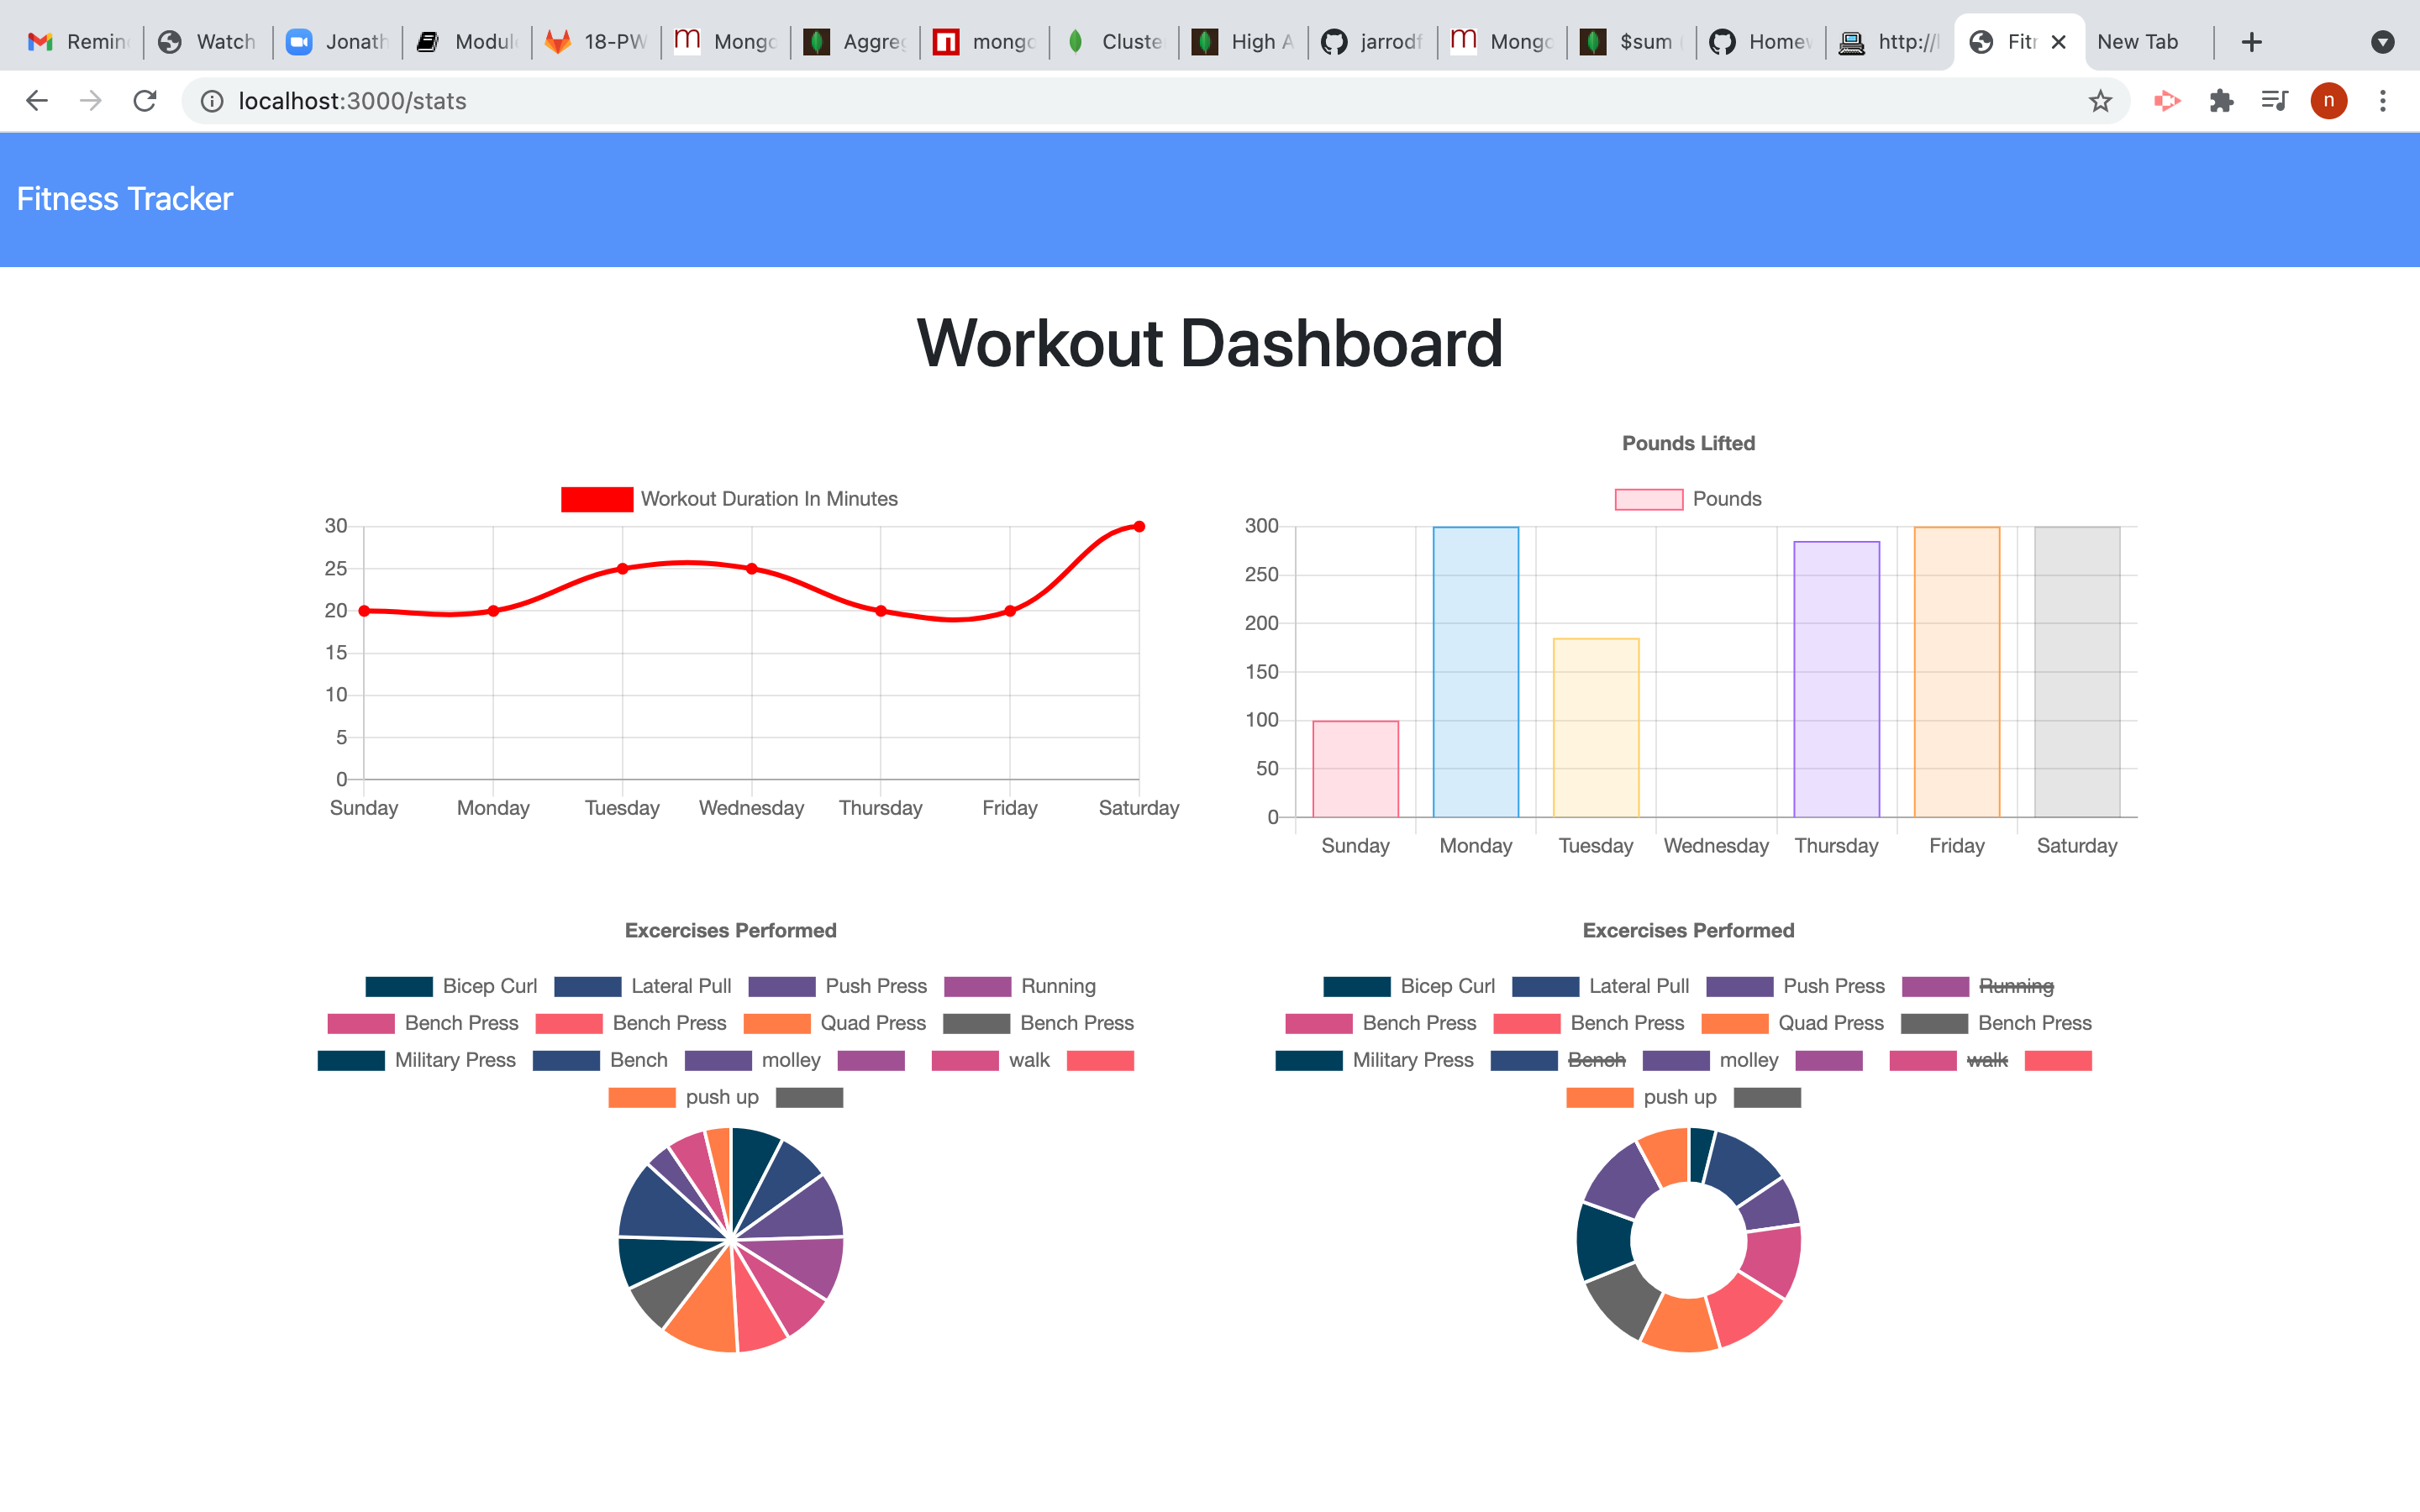 Remin Watch Jonath Modul 18-PW Mongo Aggreg mongo Cluste High A jarrodf Mongo $sum Homew http://l Fitn New Tab
localhost:3000/stats n
Fitness Tracker
Workout Dashboard
Workout Duration In Minutes
30
25
20
15
10
5
0
Sunday Monday Tuesday Wednesday Thursday Friday Saturday
Pounds Lifted
Pounds
300
250
200
150
100
50
0
Sunday Monday Tuesday Wednesday Thursday Friday Saturday
Excercises Performed
Bicep Curl Lateral Pull Push Press Running
Bench Press Bench Press Quad Press Bench Press
Military Press Bench molley walk
push up
Excercises Performed
Bicep Curl Lateral Pull Push Press Running
Bench Press Bench Press Quad Press Bench Press
Military Press Bench molley walk
push up